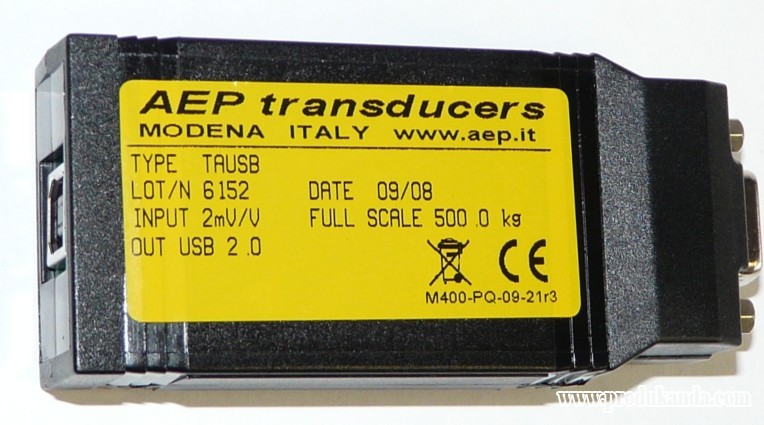 AEP transducers
MODENA ITALY www.aep.it
TYPE TAUSB
LOT/N 6152 DATE 09/08
INPUT 2mV/V FULL SCALE 500.0 kg
OUT USB 2.0
CE
M400-PQ-09-21r3
www.produkanda.com